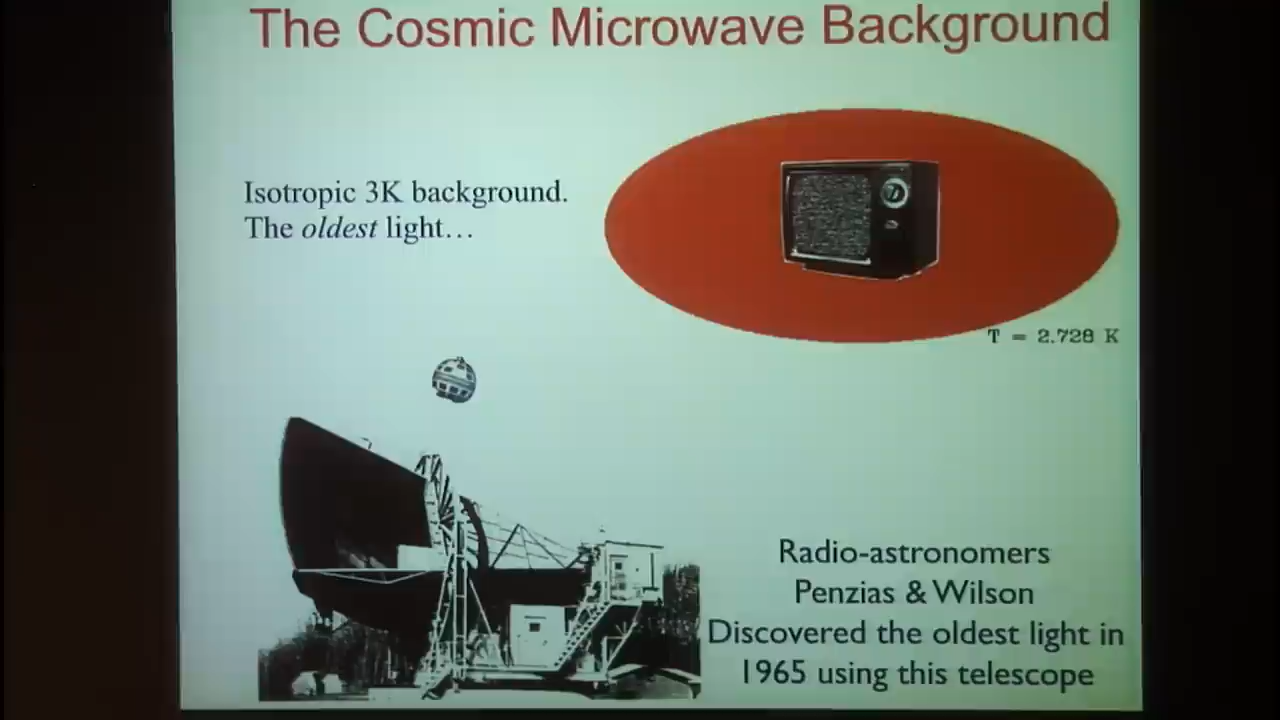 The Cosmic Microwave Background
Isotropic 3K background.
The oldest light…
T = 2.728 K
Radio-astronomers
Penzias & Wilson
Discovered the oldest light in
1965 using this telescope